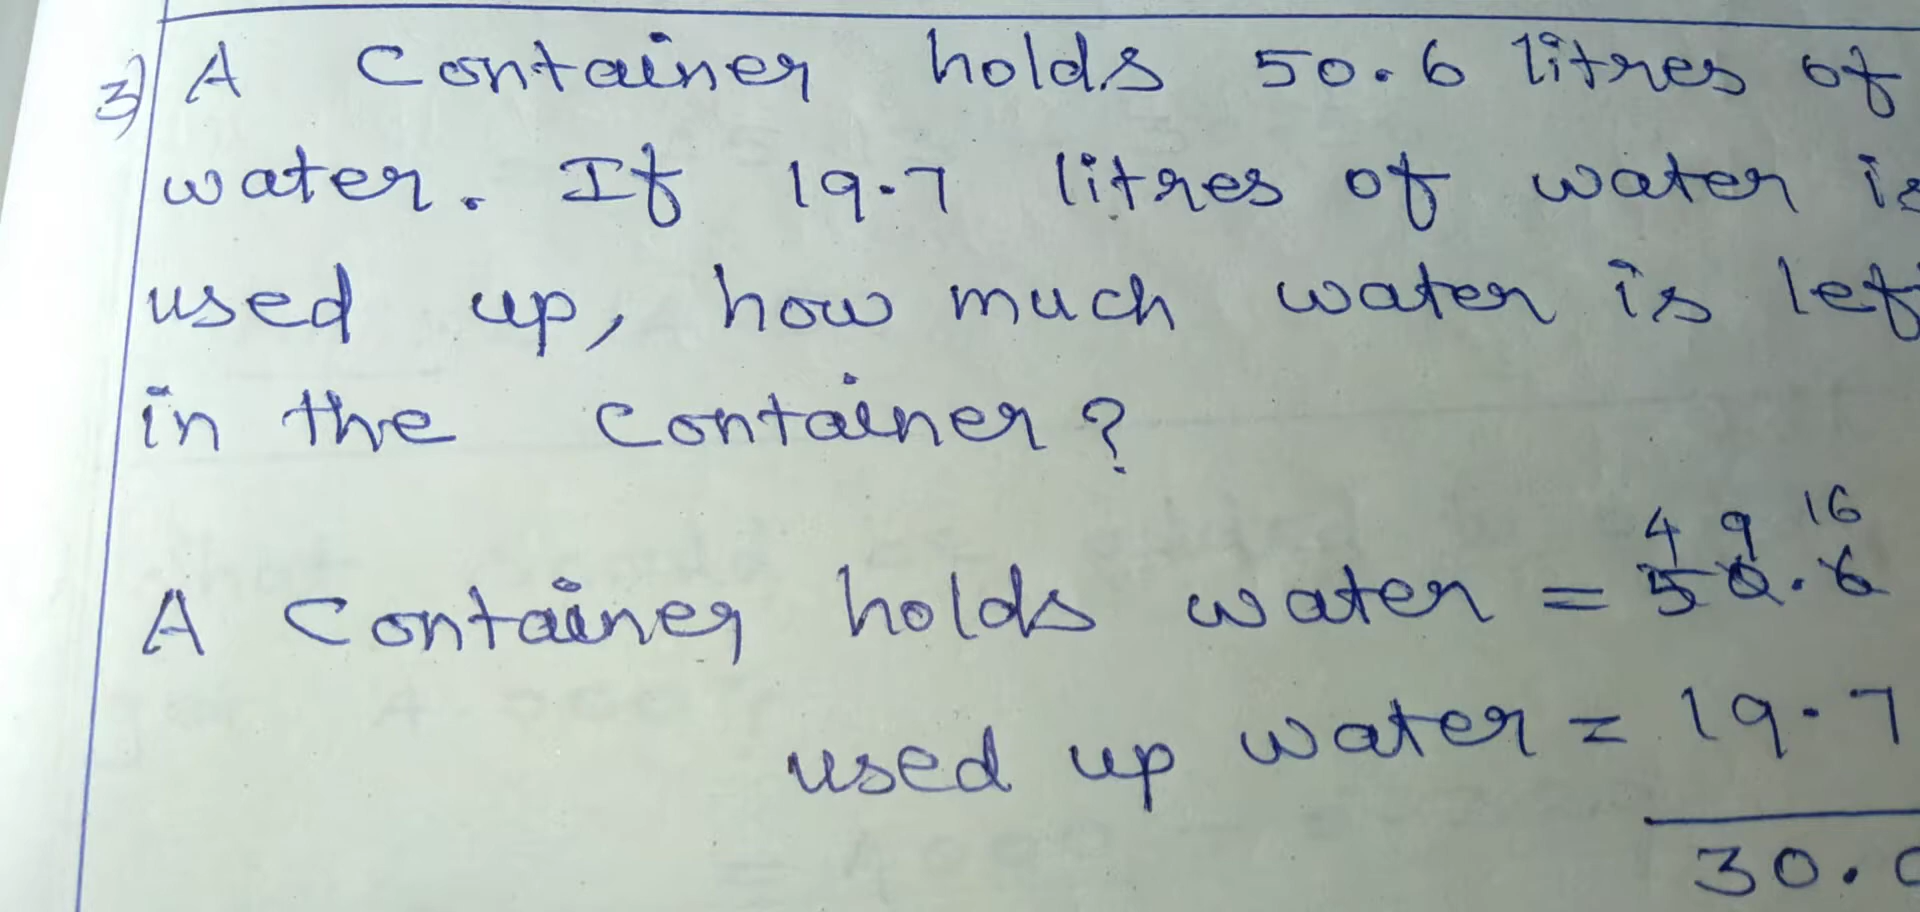 3) A container holds 50.6 litres of
water. If 19.7 litres of water is
used up, how much water is left
in the container?
4 9 16
A container holds water = 50.6
used up water = 19.7
30.